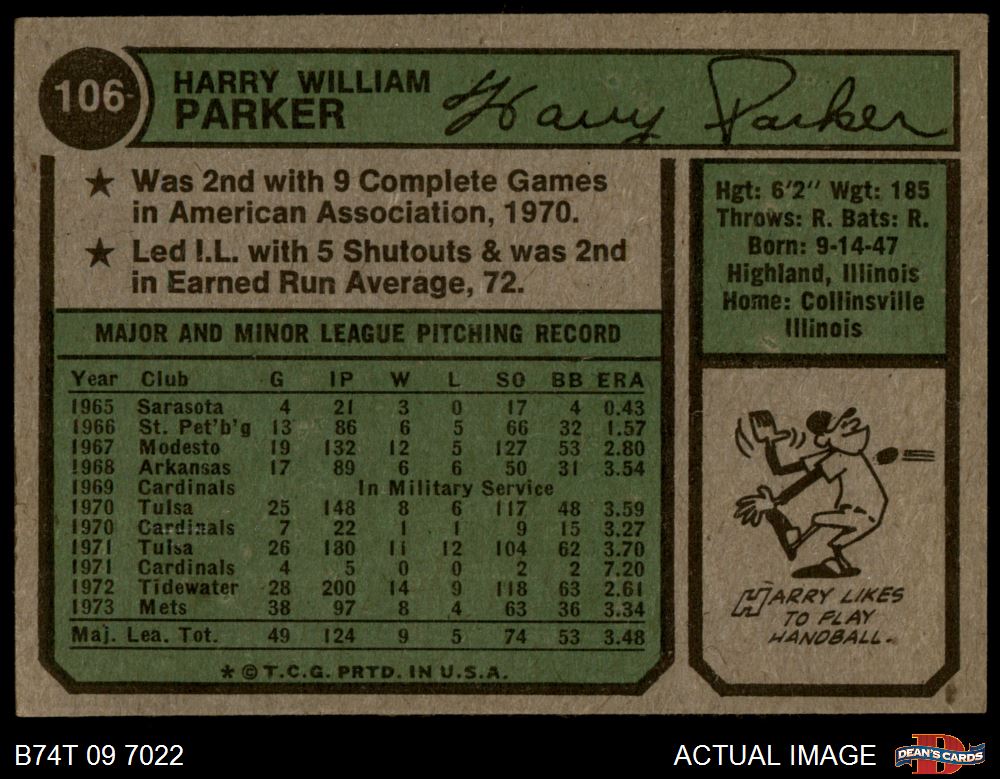 106
HARRY WILLIAM
PARKER
Harry Parker
★ Was 2nd with 9 Complete Games
in American Association, 1970.
★ Led I.L. with 5 Shutouts & was 2nd
in Earned Run Average, 72.
Hgt: 6'2" Wgt: 185
Throws: R. Bats: R.
Born: 9-14-47
Highland, Illinois
Home: Collinsville
Illinois
MAJOR AND MINOR LEAGUE PITCHING RECORD
Year Club G IP W L SO BB ERA
1965 Sarasota 4 21 3 0 17 4 0.43
1966 St. Pet'b'g 13 86 6 5 66 32 1.57
1967 Modesto 19 132 12 5 127 53 2.80
1968 Arkansas 17 89 6 6 50 31 3.54
1969 Cardinals In Military Service
1970 Tulsa 25 148 8 6 117 48 3.59
1970 Cardinals 7 22 1 1 9 15 3.27
1971 Tulsa 26 180 11 12 104 62 3.70
1971 Cardinals 4 5 0 0 2 2 7.20
1972 Tidewater 28 200 14 9 118 63 2.61
1973 Mets 38 97 8 4 63 36 3.34
Maj. Lea. Tot. 49 124 9 5 74 53 3.48
* © T.C.G. PRTD. IN U.S.A.
HARRY LIKES
TO PLAY
HANDBALL.
B74T 09 7022
ACTUAL IMAGE
D
DEAN'S CARDS